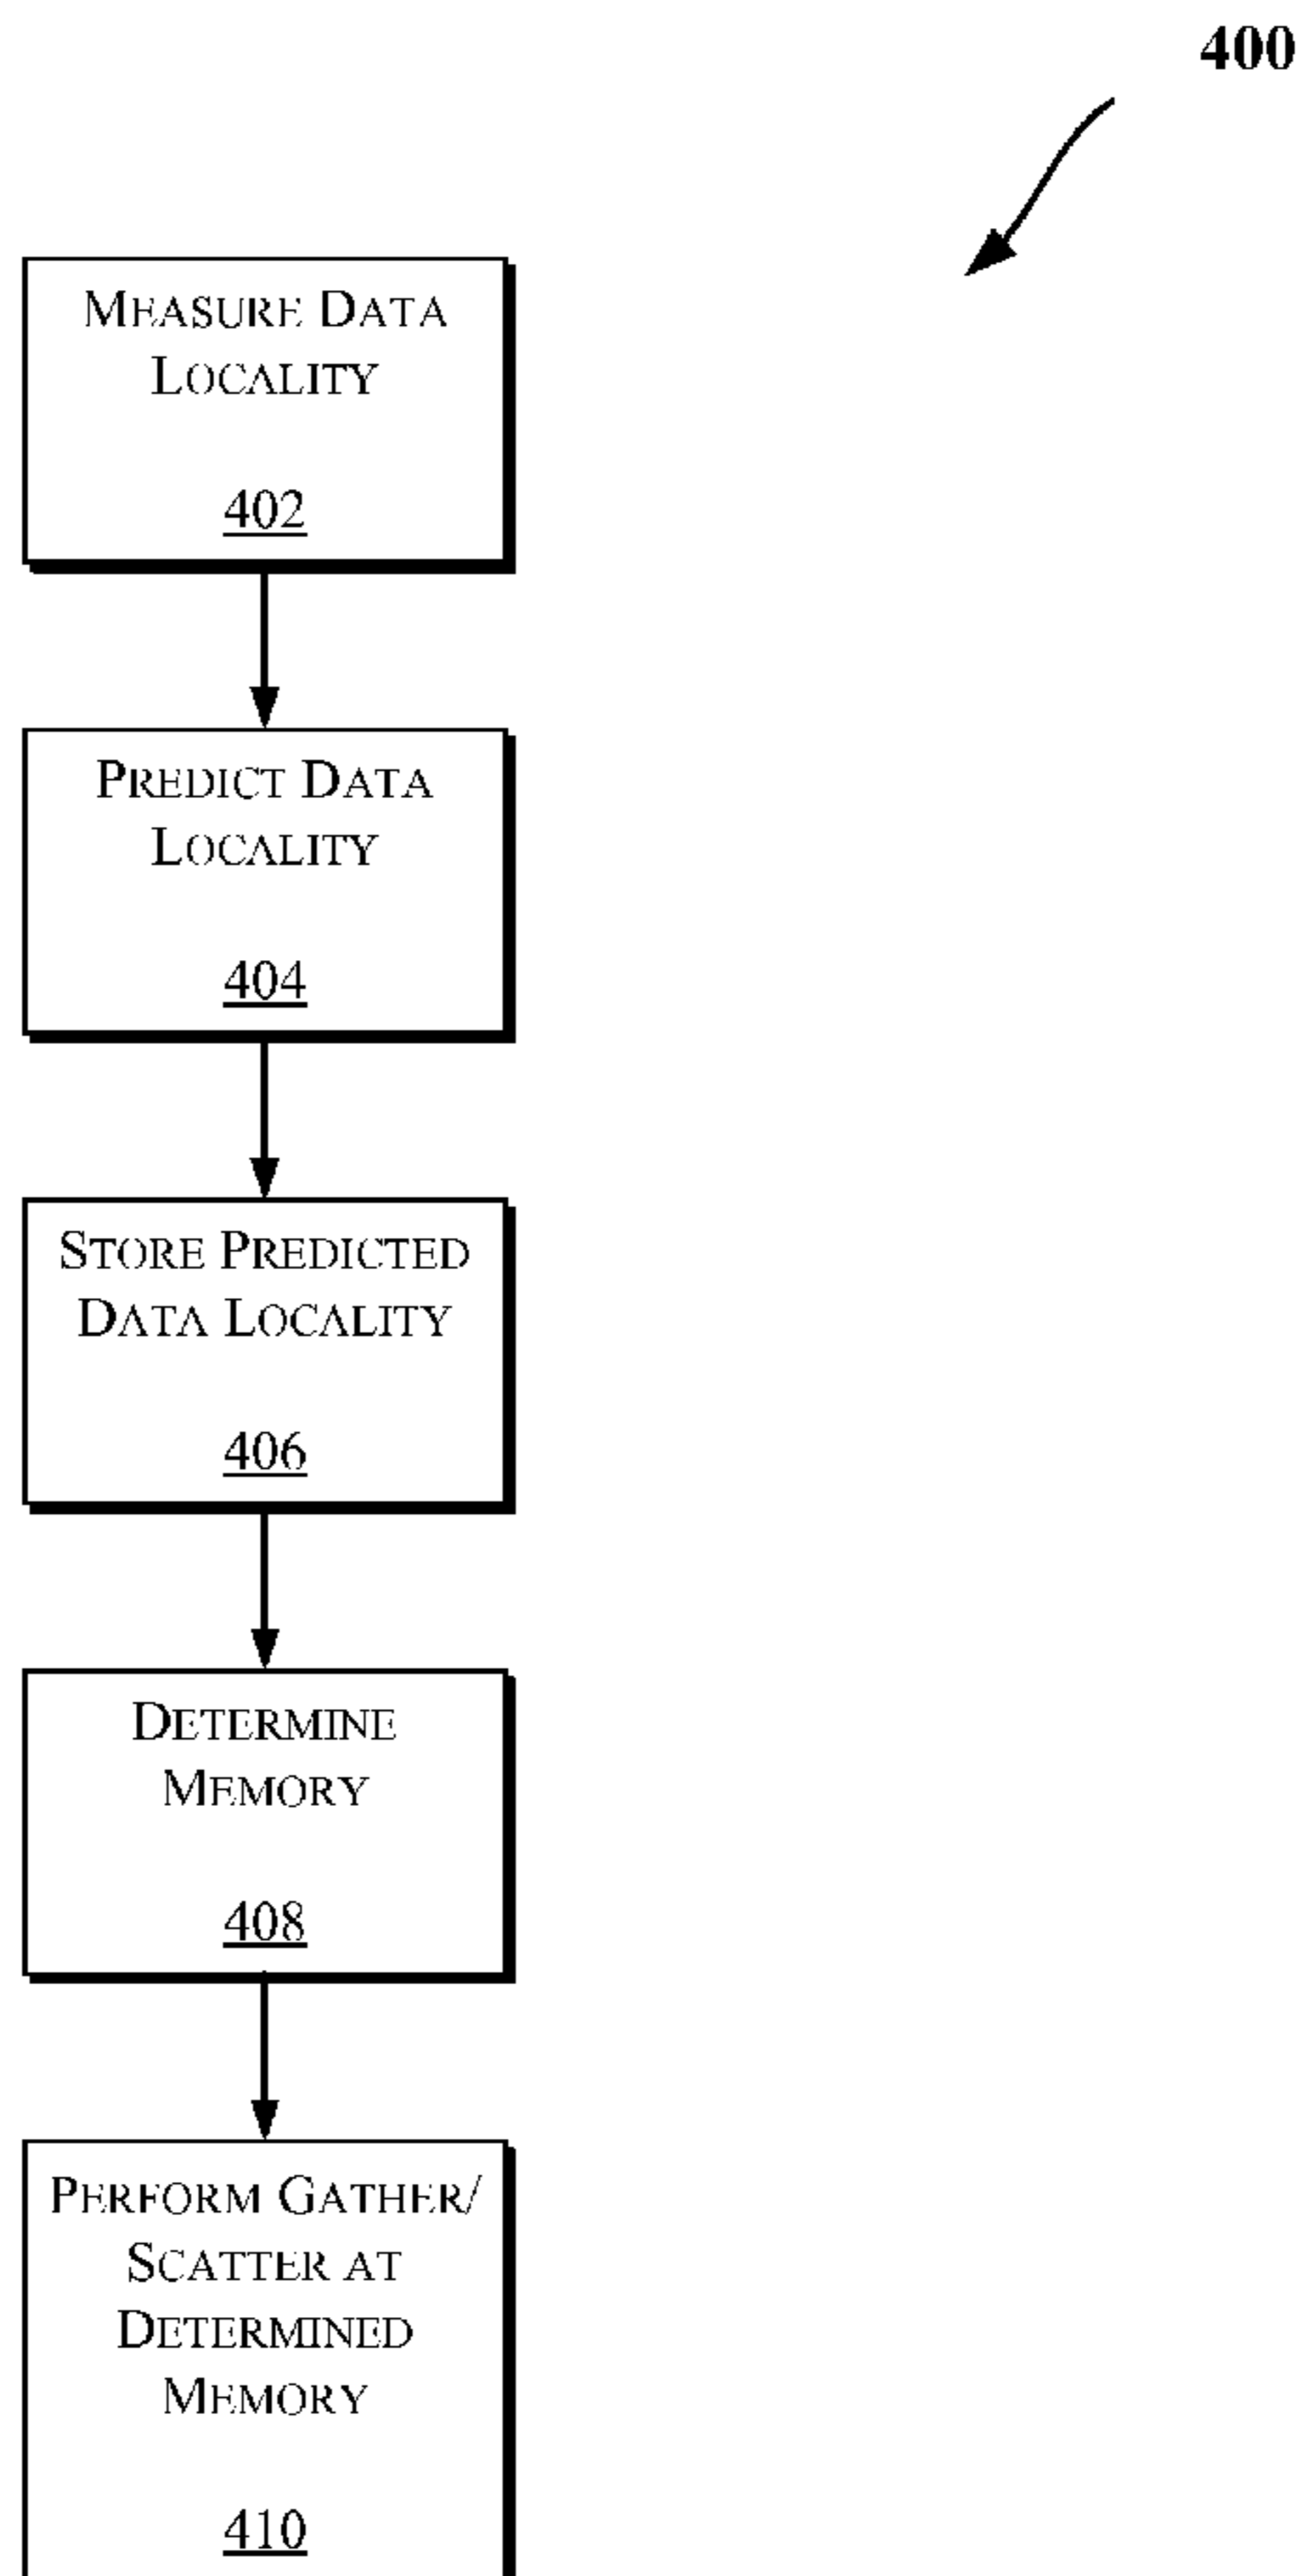 400
MEASURE DATA
LOCALITY
402
PREDICT DATA
LOCALITY
404
STORE PREDICTED
DATA LOCALITY
406
DETERMINE
MEMORY
408
PERFORM GATHER/
SCATTER AT
DETERMINED
MEMORY
410